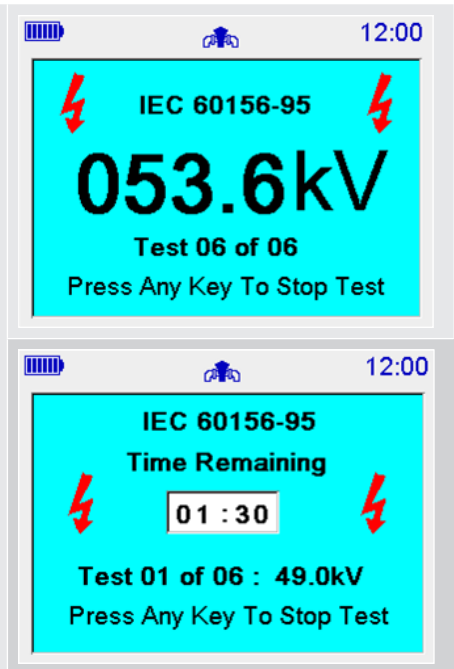 12:00
IEC 60156-95
053.6kV
Test 06 of 06
Press Any Key To Stop Test
12:00
IEC 60156-95
Time Remaining
01:30
Test 01 of 06 : 49.0kV
Press Any Key To Stop Test